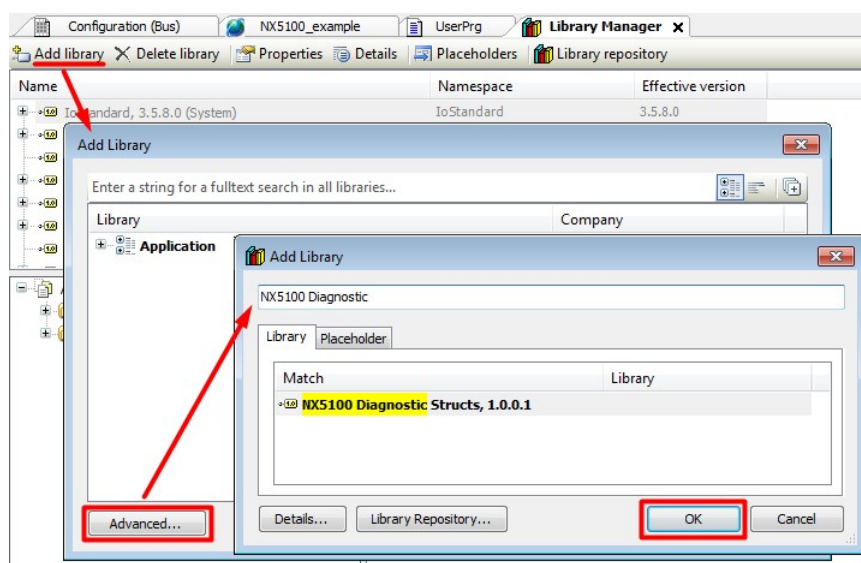 Configuration (Bus) NX5100_example UserPrg Library Manager x
Add library Delete library Properties Details Placeholders Library repository
Name Namespace Effective version
IoStandard, 3.5.8.0 (System) IoStandard 3.5.8.0
Add Library
Enter a string for a fulltext search in all libraries...
Library Company
Application
Add Library
NX5100 Diagnostic
Library Placeholder
Match Library
NX5100 Diagnostic Structs, 1.0.0.1
Advanced... Details... Library Repository... OK Cancel